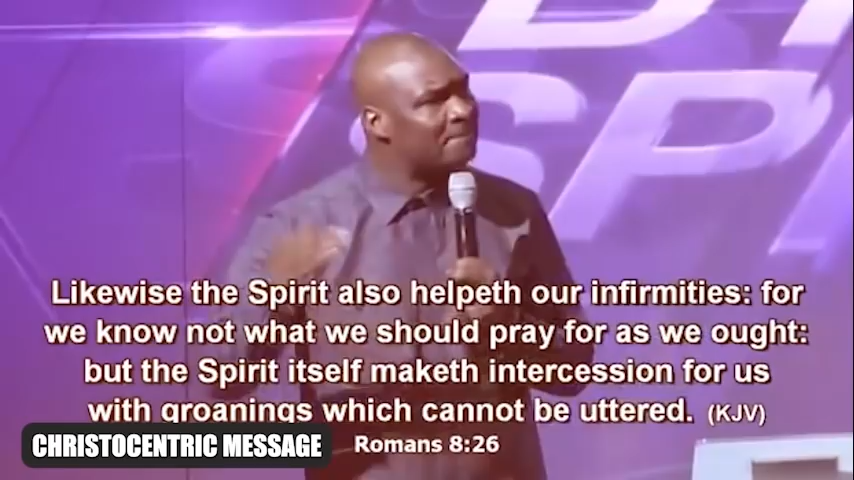 SP
Likewise the Spirit also helpeth our infirmities: for
we know not what we should pray for as we ought:
but the Spirit itself maketh intercession for us
with groanings which cannot be uttered. (KJV)
CHRISTOCENTRIC MESSAGE
Romans 8:26